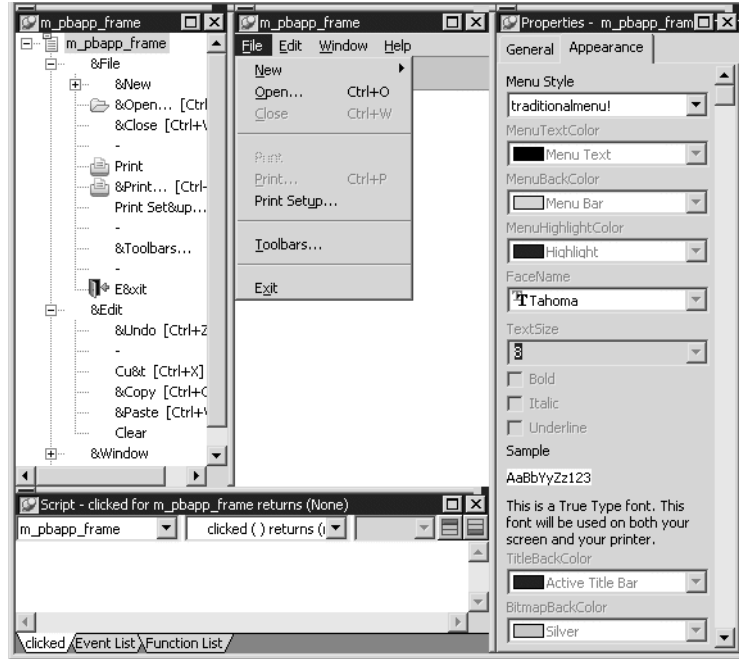 m_pbapp_frame
m_pbapp_frame
&File
&New
&Open... [Ctrl
&Close [Ctrl+
-
Print
&Print... [Ctrl-
Print Set&up...
-
&Toolbars...
-
E&xit
&Edit
&Undo [Ctrl+Z
-
Cu&t [Ctrl+X]
&Copy [Ctrl+C
&Paste [Ctrl+
Clear
&Window
m_pbapp_frame
File Edit Window Help
New
Open... Ctrl+O
Close Ctrl+W
Print
Print... Ctrl+P
Print Setup...
Toolbars...
Exit
Properties - m_pbapp_fram
General Appearance
Menu Style
traditionalmenu!
MenuTextColor
Menu Text
MenuBackColor
Menu Bar
MenuHighlightColor
Highlight
FaceName
Tahoma
TextSize
8
Bold
Italic
Underline
Sample
AaBbYyZz123
This is a True Type font. This
font will be used on both your
screen and your printer.
TitleBackColor
Active Title Bar
BitmapBackColor
Silver
Script - clicked for m_pbapp_frame returns (None)
m_pbapp_frame clicked ( ) returns (
clicked Event List Function List